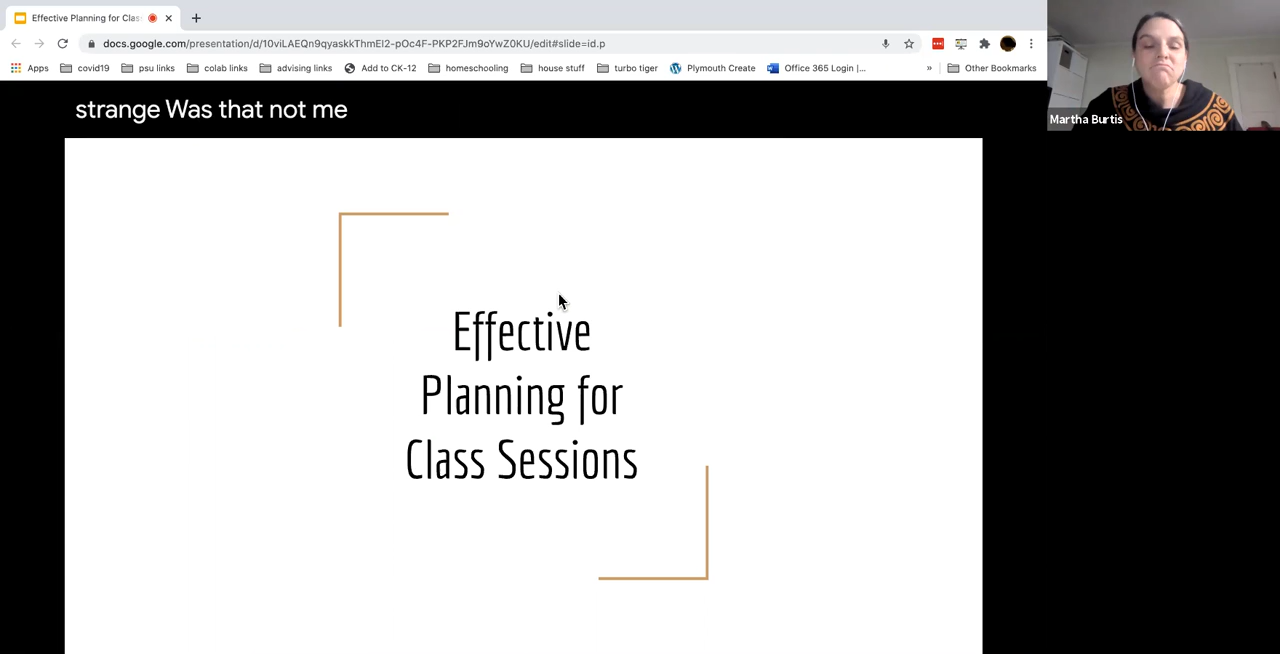 Effective Planning for Clas
docs.google.com/presentation/d/10viLAEQn9qyaskkThmEl2-pOc4F-PKP2FJm9oYwZ0KU/edit#slide=id.p
Apps covid19 psu links colab links advising links Add to CK-12 homeschooling house stuff turbo tiger Plymouth Create Office 365 Login |... » Other Bookmarks
strange Was that not me
Martha Burtis
Effective
Planning for
Class Sessions